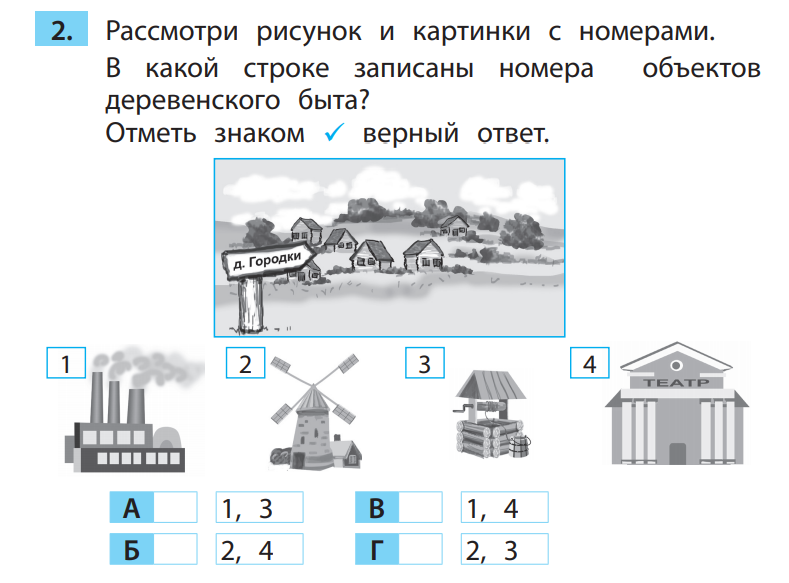 2. Рассмотри рисунок и картинки с номерами.
В какой строке записаны номера объектов
деревенского быта?
Отметь знаком ✓ верный ответ.
д. Городки
1 2 3 4
ТЕАТР
А 1, 3 В 1, 4
Б 2, 4 Г 2, 3